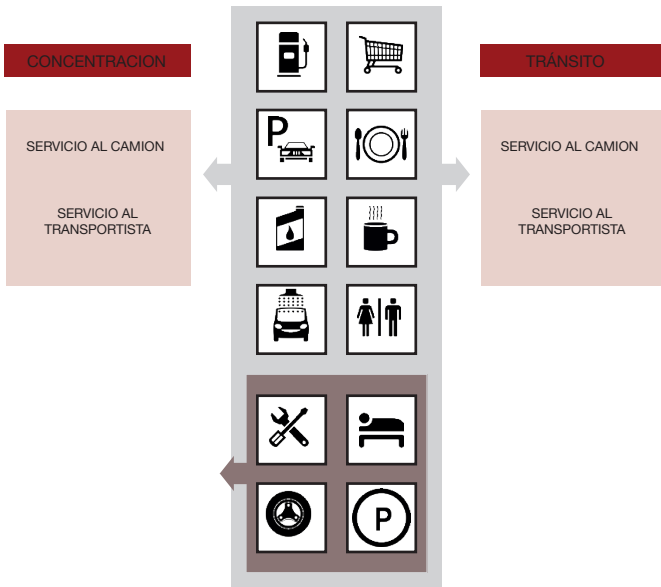 CONCENTRACION
SERVICIO AL CAMION
SERVICIO AL
TRANSPORTISTA
P
P
TRÁNSITO
SERVICIO AL CAMION
SERVICIO AL
TRANSPORTISTA